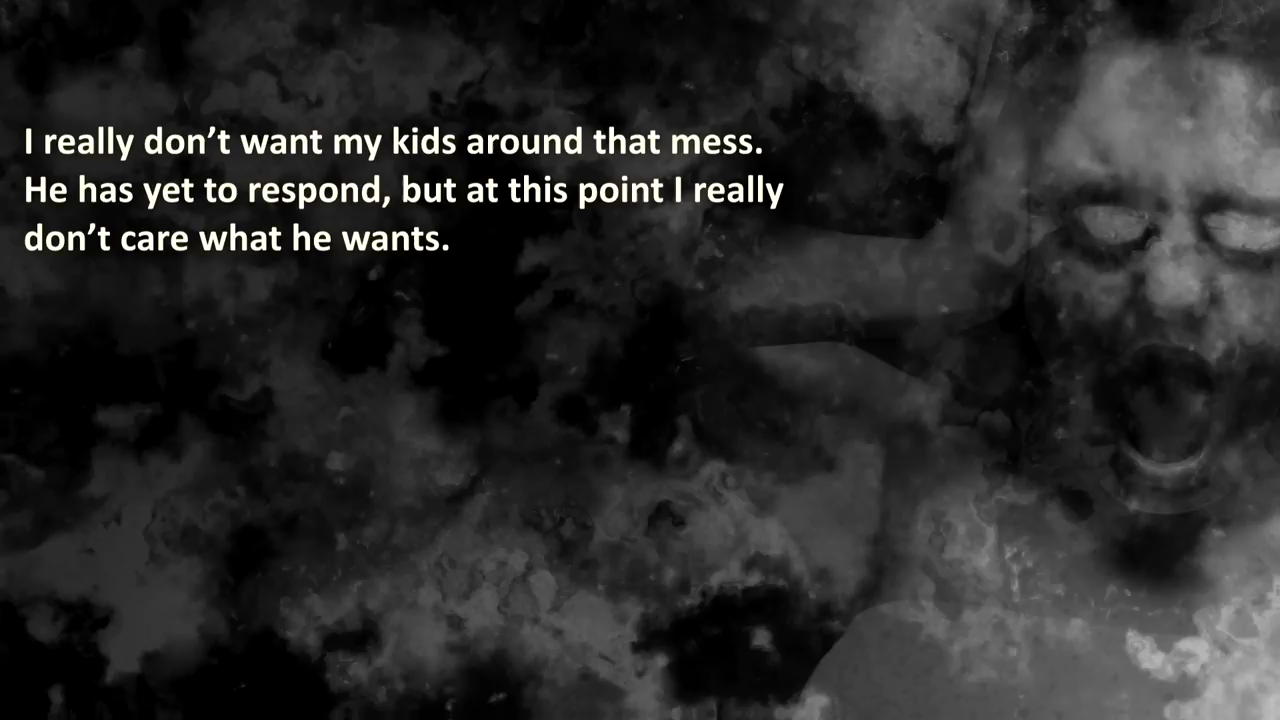 I really don’t want my kids around that mess.
He has yet to respond, but at this point I really
don’t care what he wants.